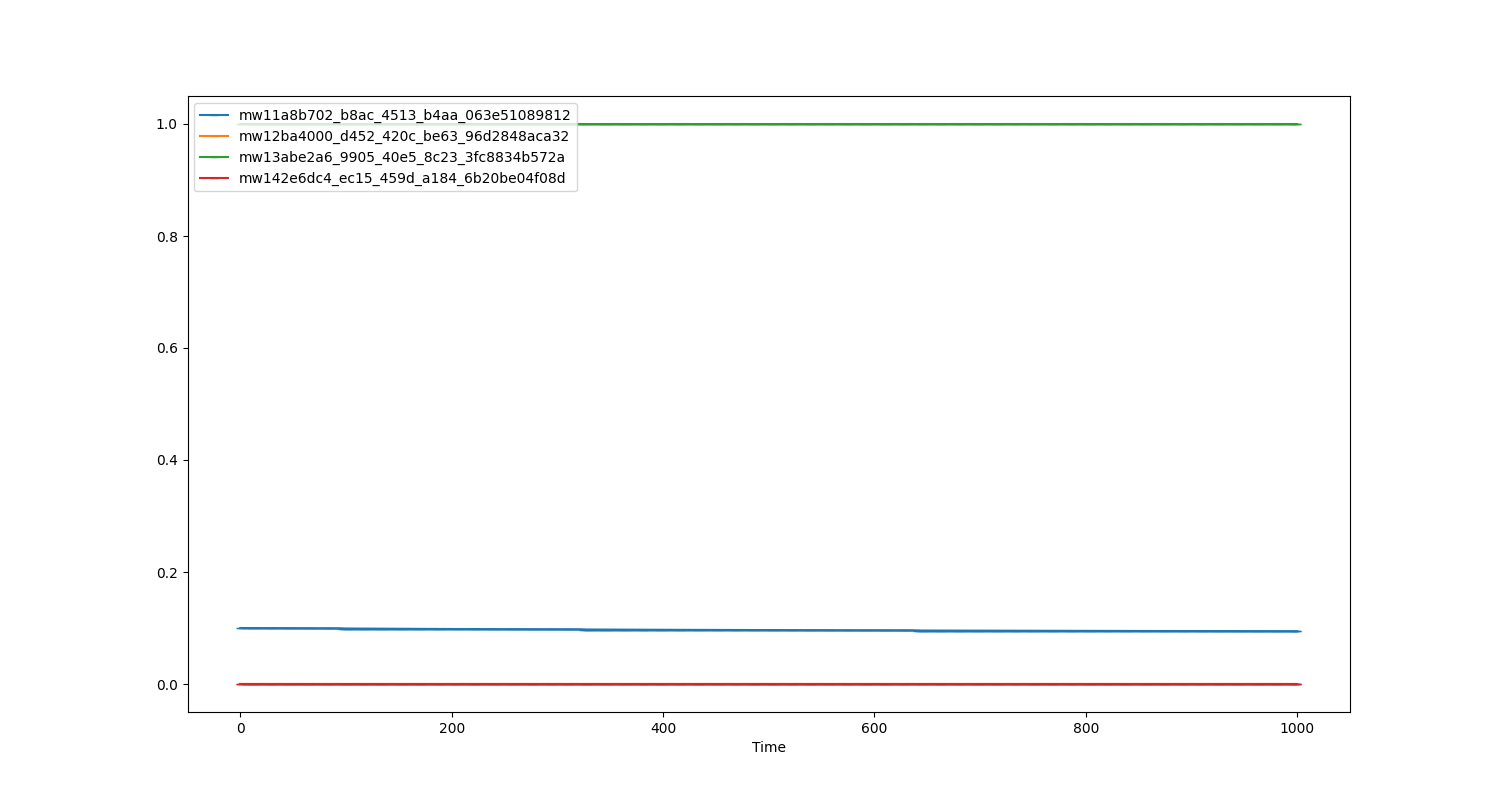 mw11a8b702_b8ac_4513_b4aa_063e51089812
mw12ba4000_d452_420c_be63_96d2848aca32
mw13abe2a6_9905_40e5_8c23_3fc8834b572a
mw142e6dc4_ec15_459d_a184_6b20be04f08d
1.0
0.8
0.6
0.4
0.2
0.0
0 200 400 600 800 1000
Time